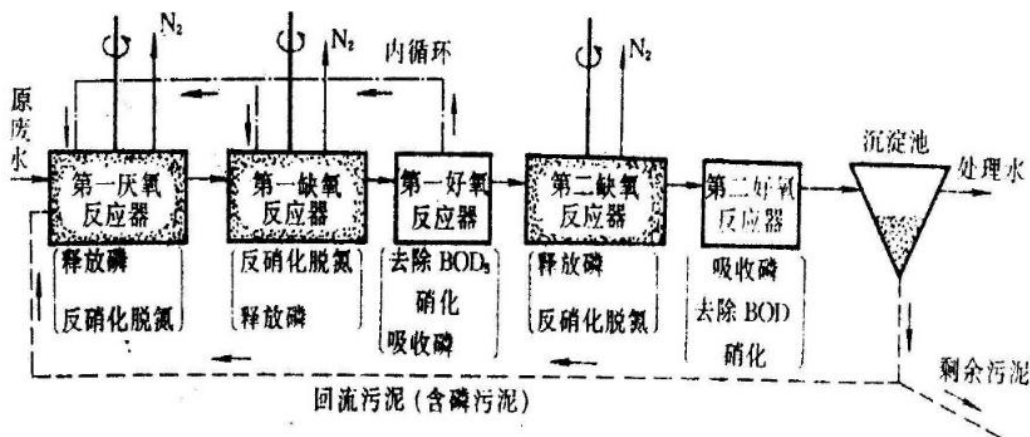 N₂
N₂
N₂
内循环
原废水
沉淀池
处理水
第一厌氧
反应器
第一缺氧
反应器
第一好氧
反应器
第二缺氧
反应器
第二好氧
反应器
释放磷
反硝化脱氮
反硝化脱氮
释放磷
去除 BOD₅
硝化
吸收磷
释放磷
反硝化脱氮
吸收磷
去除 BOD
硝化
剩余污泥
回流污泥(含磷污泥)